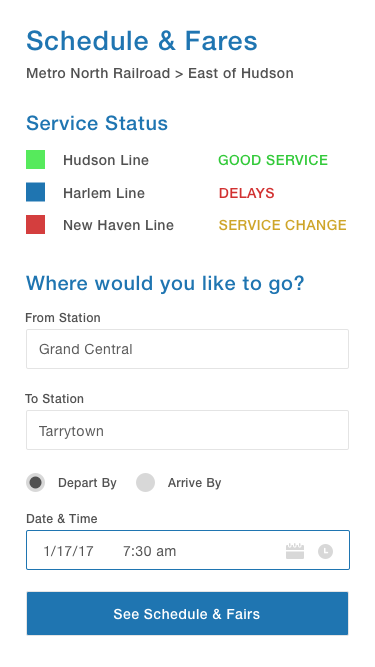 Schedule & Fares
Metro North Railroad > East of Hudson
Service Status
Hudson Line GOOD SERVICE
Harlem Line DELAYS
New Haven Line SERVICE CHANGE
Where would you like to go?
From Station
Grand Central
To Station
Tarrytown
Depart By Arrive By
Date & Time
1/17/17 7:30 am
See Schedule & Fairs